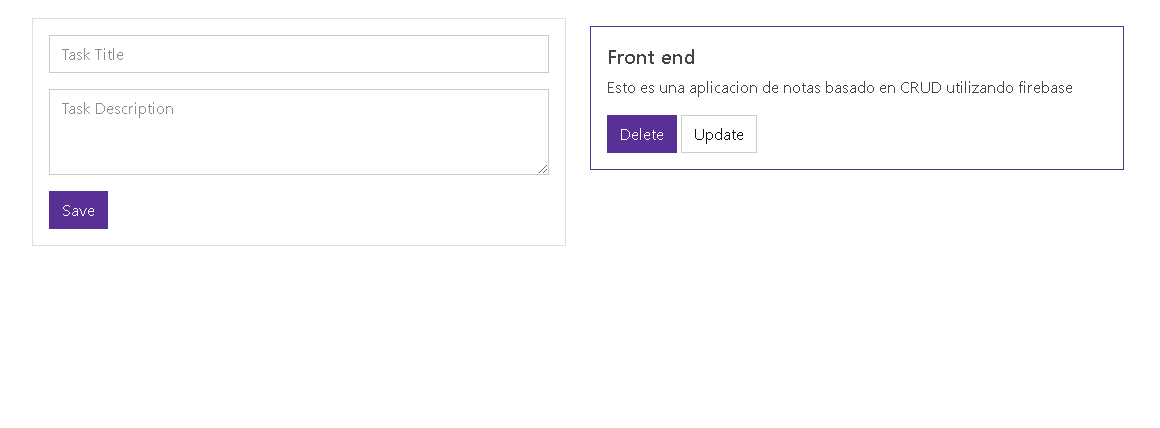 Task Title
Task Description
Save
Front end
Esto es una aplicacion de notas basado en CRUD utilizando firebase
Delete Update